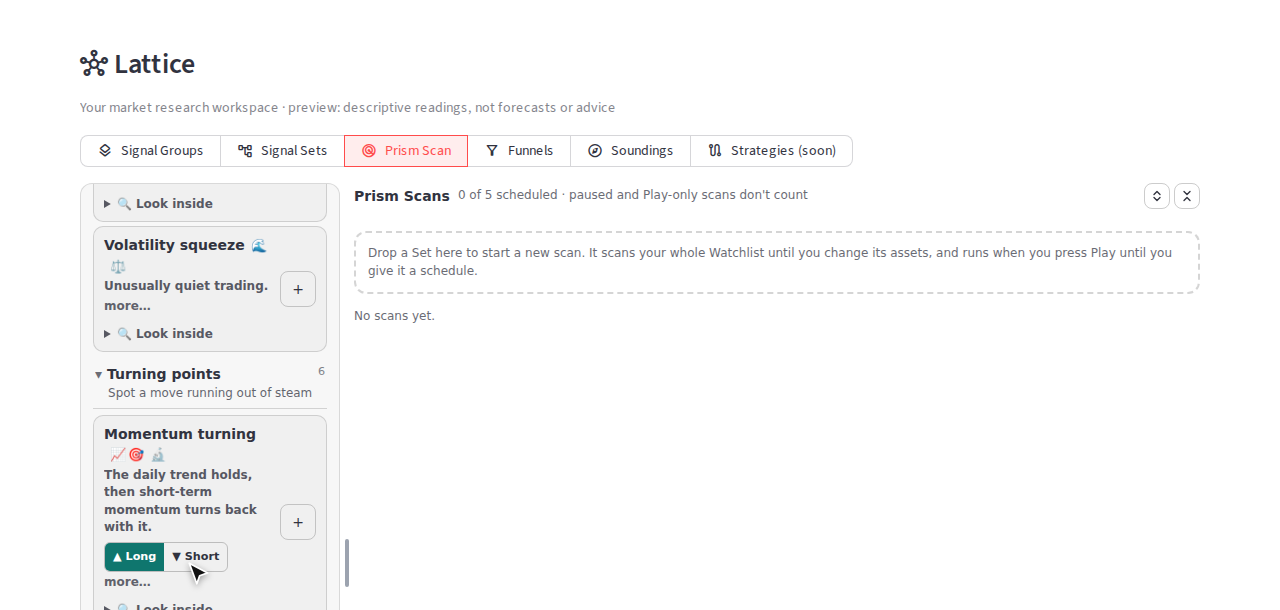 Lattice
Your market research workspace · preview: descriptive readings, not forecasts or advice
Signal Groups
Signal Sets
Prism Scan
Funnels
Soundings
Strategies (soon)
▶ 🔍 Look inside
Volatility squeeze 🌊
⚖️
Unusually quiet trading.
more...
+
▶ 🔍 Look inside
▼ Turning points 6
Spot a move running out of steam
Momentum turning
📈🎯 🔬
The daily trend holds,
then short-term
momentum turns back
with it.
+
▲ Long ▼ Short
more...
▶ 🔍 Look inside
Prism Scans 0 of 5 scheduled · paused and Play-only scans don't count
Drop a Set here to start a new scan. It scans your whole Watchlist until you change its assets, and runs when you press Play until you
give it a schedule.
No scans yet.